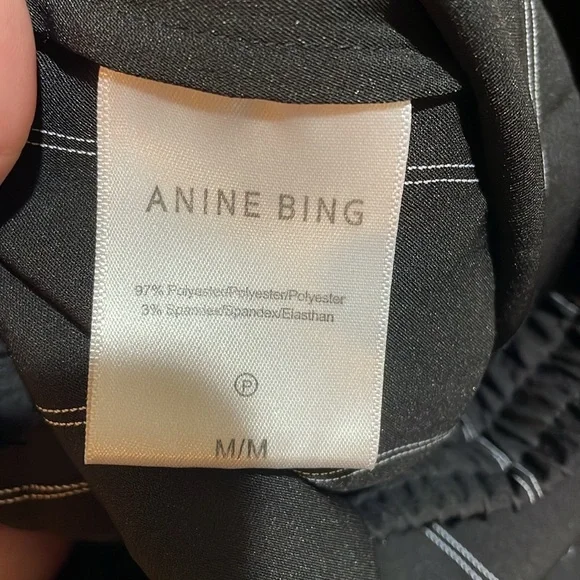 ANINE BING
97% Polyester/Polyester/Polyester
3% Spandex/Spandex/Elasthan
P
M/M